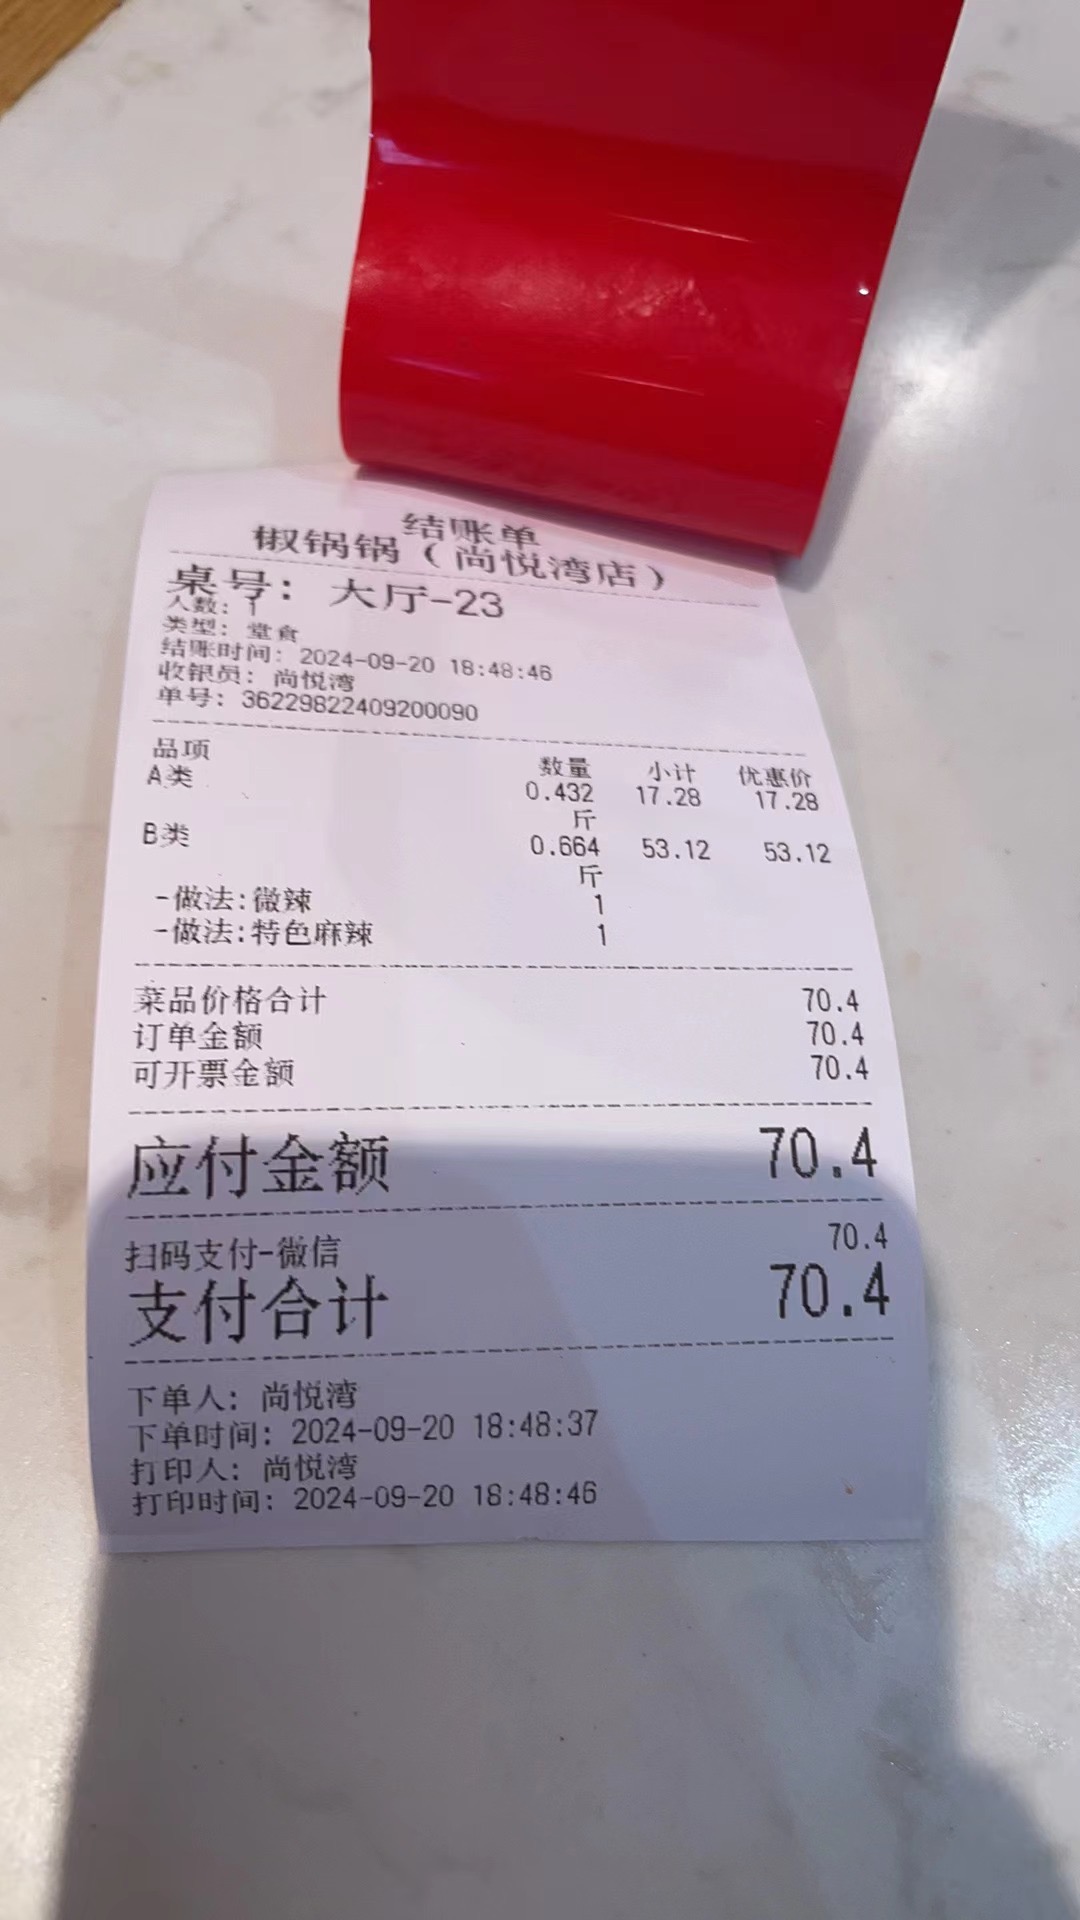 结账单
椒锅锅（尚悦湾店）
桌号：大厅-23
人数：1
类型：堂食
结账时间：2024-09-20 18:48:46
收银员：尚悦湾
单号：36229822409200090
品项 数量 小计 优惠价
A类 0.432 17.28 17.28
斤
B类 0.664 53.12 53.12
斤
-做法:微辣 1
-做法:特色麻辣 1
菜品价格合计 70.4
订单金额 70.4
可开票金额 70.4
应付金额 70.4
扫码支付-微信 70.4
支付合计 70.4
下单人：尚悦湾
下单时间：2024-09-20 18:48:37
打印人：尚悦湾
打印时间：2024-09-20 18:48:46